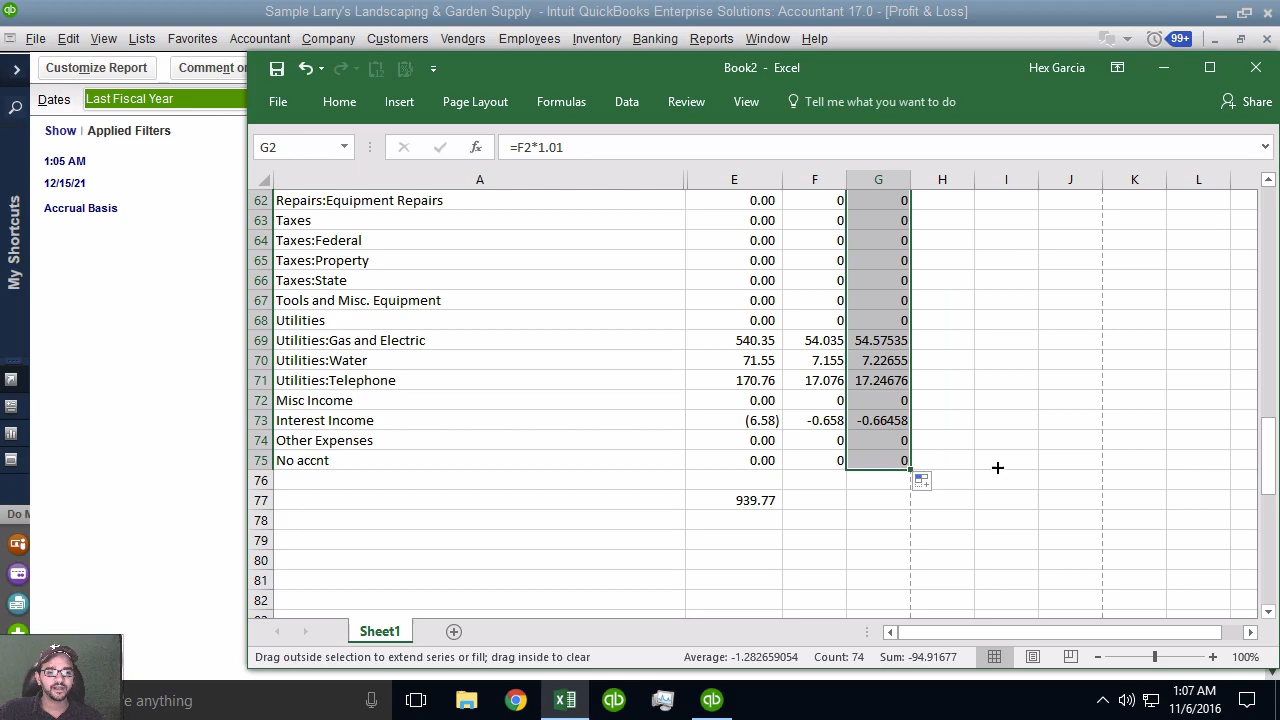 Sample Larry's Landscaping & Garden Supply - Intuit QuickBooks Enterprise Solutions: Accountant 17.0 - [Profit & Loss]
File Edit View Lists Favorites Accountant Company Customers Vendors Employees Inventory Banking Reports Window Help 99+
Customize Report Comment on
Dates Last Fiscal Year
Show Applied Filters
1:05 AM
12/15/21
Accrual Basis
My Shortcuts
Do M
Book2 - Excel Hex Garcia
File Home Insert Page Layout Formulas Data Review View Tell me what you want to do Share
G2 fx =F2*1.01
A E F G H I J K L
62 Repairs:Equipment Repairs 0.00 0 0
63 Taxes 0.00 0 0
64 Taxes:Federal 0.00 0 0
65 Taxes:Property 0.00 0 0
66 Taxes:State 0.00 0 0
67 Tools and Misc. Equipment 0.00 0 0
68 Utilities 0.00 0 0
69 Utilities:Gas and Electric 540.35 54.035 54.57535
70 Utilities:Water 71.55 7.155 7.22655
71 Utilities:Telephone 170.76 17.076 17.24676
72 Misc Income 0.00 0 0
73 Interest Income (6.58) -0.658 -0.66458
74 Other Expenses 0.00 0 0
75 No accnt 0.00 0 0
76
77 939.77
78
79
80
81
82
Sheet1
Drag outside selection to extend series or fill; drag inside to clear Average: -1.282659054 Count: 74 Sum: -94.91677 100%
e anything
1:07 AM
11/6/2016